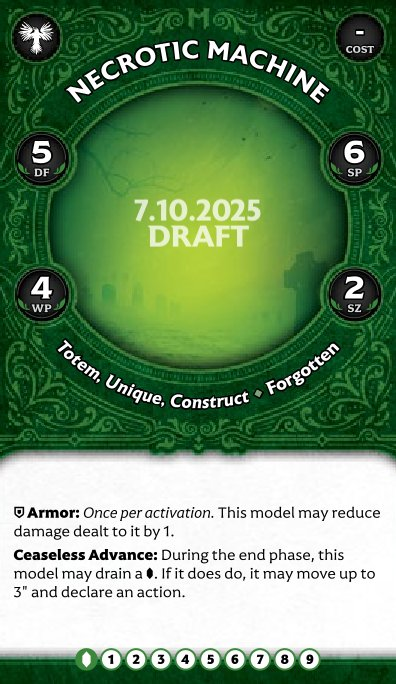 -
COST
NECROTIC MACHINE
5
DF
6
SP
7.10.2025
DRAFT
4
WP
2
SZ
Totem, Unique, Construct ⬥ Forgotten
Armor: Once per activation. This model may reduce
damage dealt to it by 1.
Ceaseless Advance: During the end phase, this
model may drain a ⬮. If it does do, it may move up to
3" and declare an action.
1 2 3 4 5 6 7 8 9